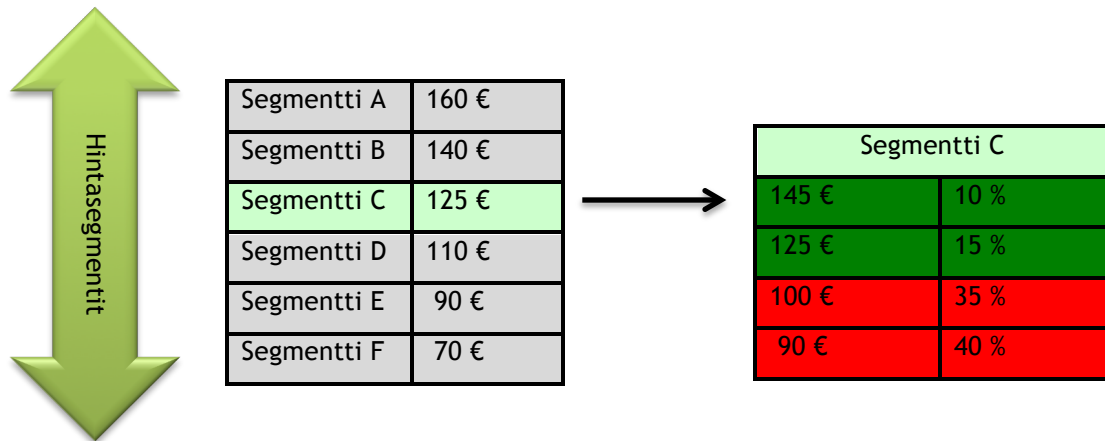 Hintasegmentit
Segmentti A 160 €
Segmentti B 140 €
Segmentti C 125 €
Segmentti D 110 €
Segmentti E 90 €
Segmentti F 70 €
Segmentti C
145 € 10 %
125 € 15 %
100 € 35 %
90 € 40 %